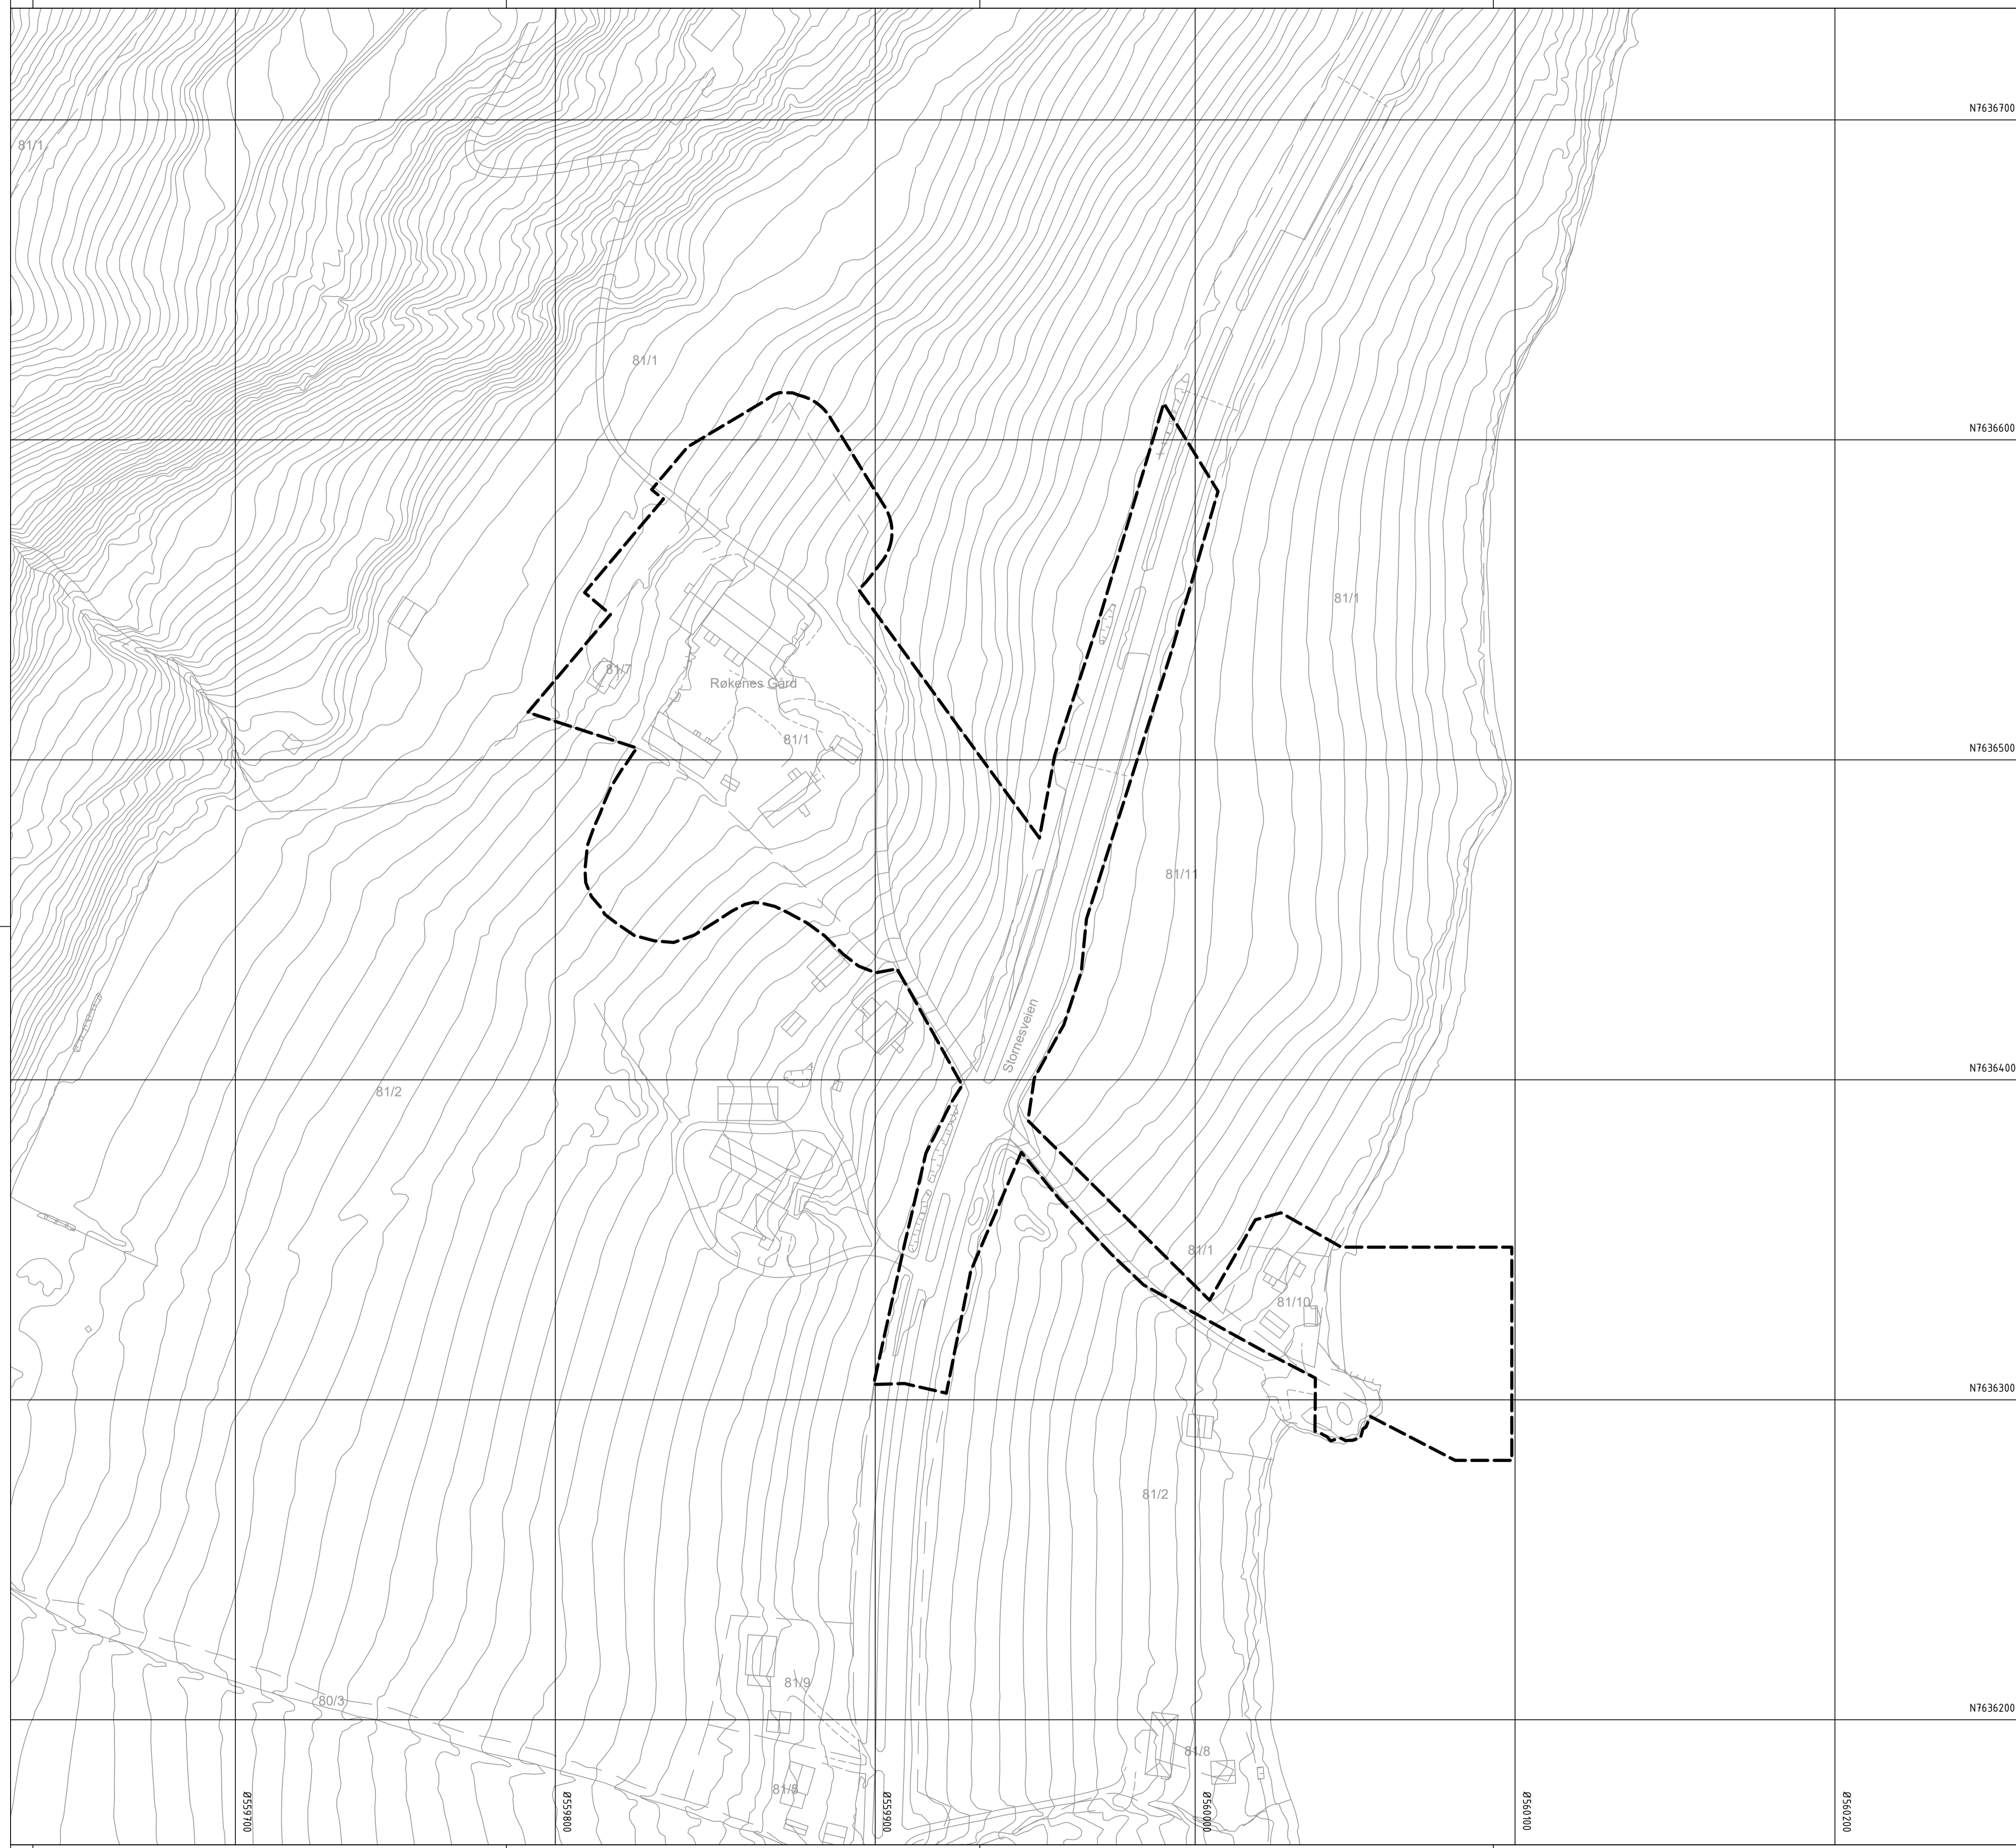 N7636700
81/1
81/1
N7636600
81/1
81/7
Røkenes Gård
81/1
N7636500
81/11
Stornesveien
N7636400
81/2
81/1
81/10
N7636300
81/2
81/9
80/3
N7636200
81/8
81/5
Ø559700
Ø559800
Ø559900
Ø560000
Ø560100
Ø560200